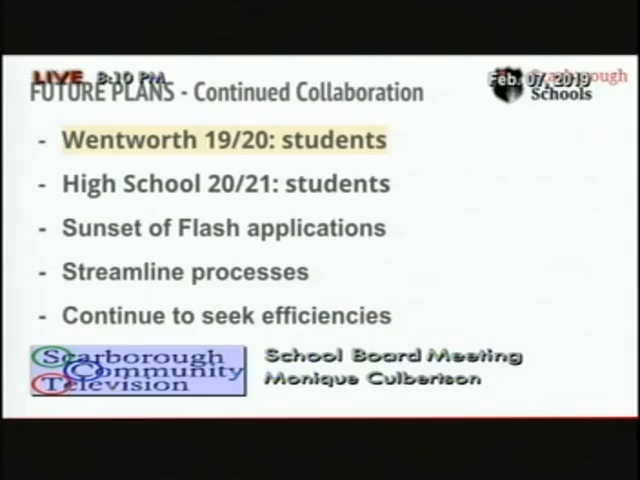 LIVE 8:10 PM
Feb. 07, 2019
Scarborough
Schools
FUTURE PLANS - Continued Collaboration
- Wentworth 19/20: students
- High School 20/21: students
- Sunset of Flash applications
- Streamline processes
- Continue to seek efficiencies
Scarborough
Community
Television
School Board Meeting
Monique Culbertson